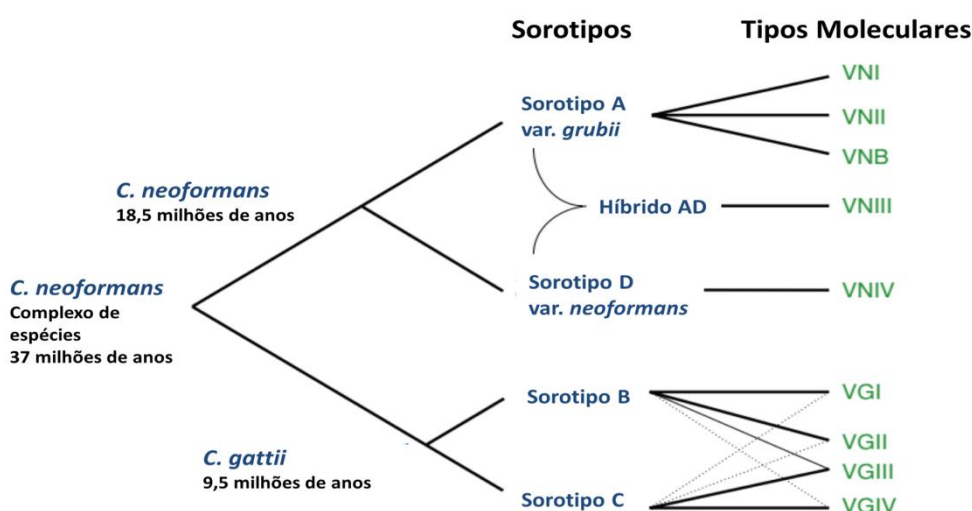 Sorotipos
Tipos Moleculares
Sorotipo A
var. grubii
VNI
VNII
VNB
C. neoformans
18,5 milhões de anos
Híbrido AD
VNIII
C. neoformans
Complexo de
espécies
37 milhões de anos
Sorotipo D
var. neoformans
VNIV
Sorotipo B
VGI
VGII
C. gattii
9,5 milhões de anos
VGIII
Sorotipo C
VGIV